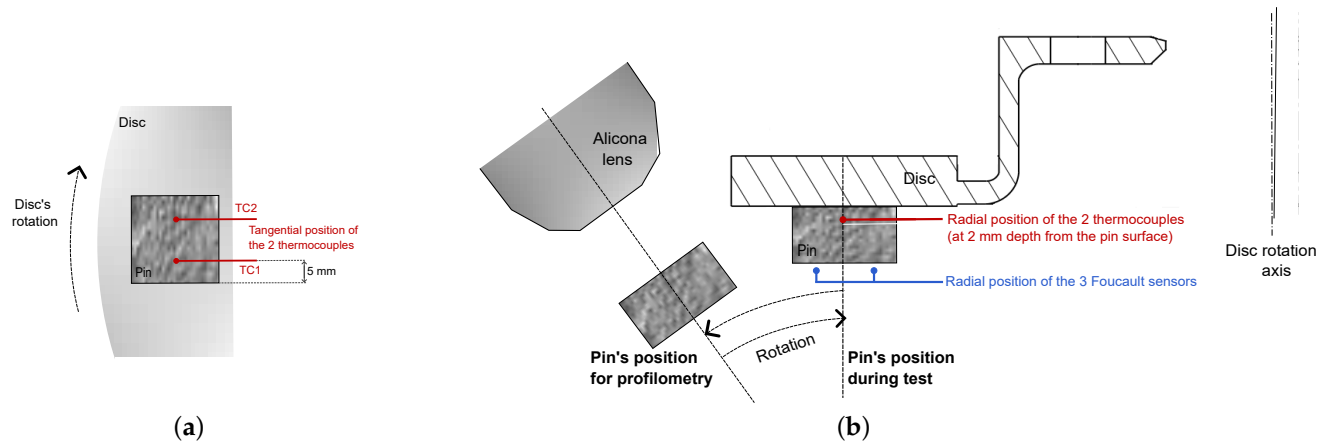 Disc
Disc's
rotation
TC2
Tangential position of
the 2 thermocouples
TC1
Pin
5 mm
(a)
Alicona
lens
Disc
Pin
Radial position of the 2 thermocouples
(at 2 mm depth from the pin surface)
Radial position of the 3 Foucault sensors
Disc rotation
axis
Rotation
Pin's position
for profilometry
Pin's position
during test
(b)